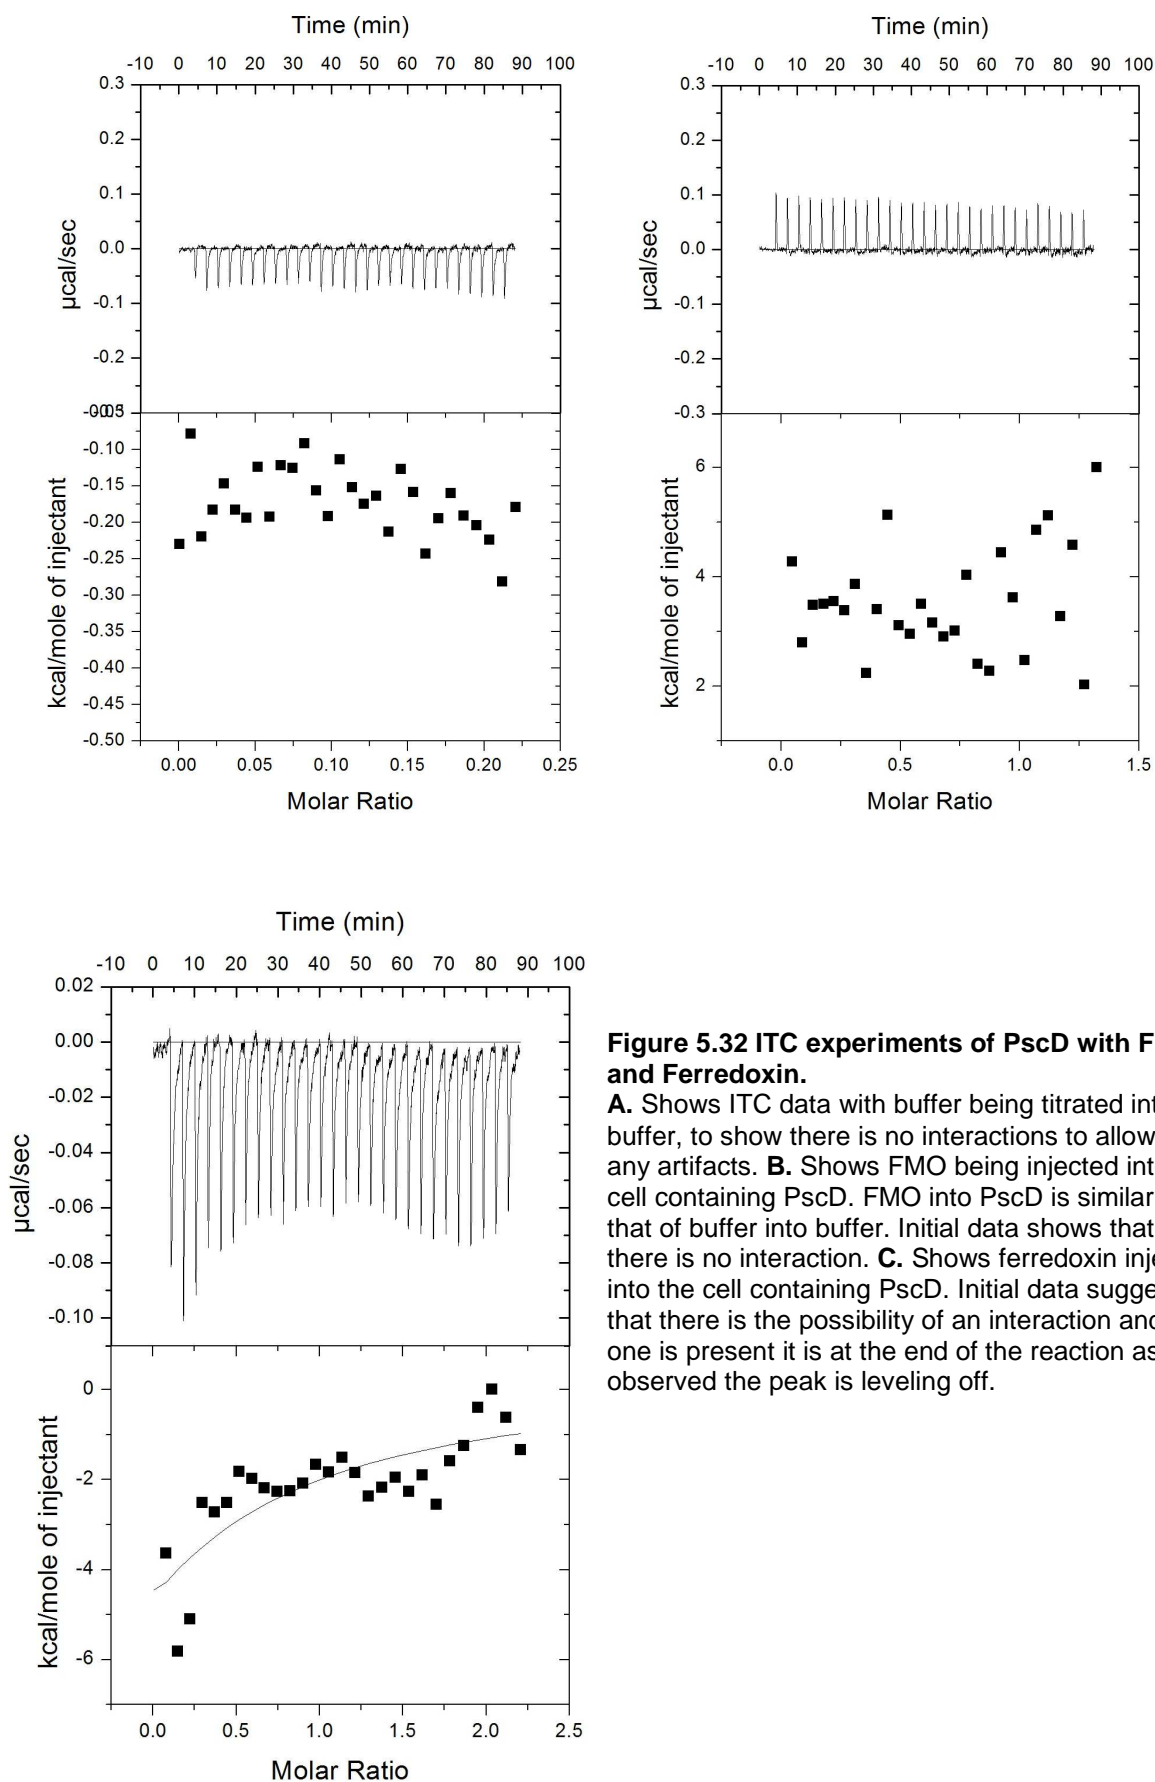 Time (min)
-10 0 10 20 30 40 50 60 70 80 90 100
0.3
0.2
0.1
0.0
-0.1
-0.2
µcal/sec
-0.10
-0.15
-0.20
-0.25
-0.30
-0.35
-0.40
-0.45
-0.50
kcal/mole of injectant
0.00 0.05 0.10 0.15 0.20 0.25
Molar Ratio
Time (min)
-10 0 10 20 30 40 50 60 70 80 90 100
0.3
0.2
0.1
0.0
-0.1
-0.2
-0.3
µcal/sec
6
4
2
kcal/mole of injectant
0.0 0.5 1.0 1.5
Molar Ratio
Time (min)
-10 0 10 20 30 40 50 60 70 80 90 100
0.02
0.00
-0.02
-0.04
-0.06
-0.08
-0.10
µcal/sec
0
-2
-4
-6
kcal/mole of injectant
0.0 0.5 1.0 1.5 2.0 2.5
Molar Ratio
Figure 5.32 ITC experiments of PscD with
and Ferredoxin.
A. Shows ITC data with buffer being titrated
buffer, to show there is no interactions to allow
any artifacts. B. Shows FMO being injected
cell containing PscD. FMO into PscD is similar
that of buffer into buffer. Initial data shows that
there is no interaction. C. Shows ferredoxin
into the cell containing PscD. Initial data
that there is the possibility of an interaction
one is present it is at the end of the reaction as
observed the peak is leveling off.